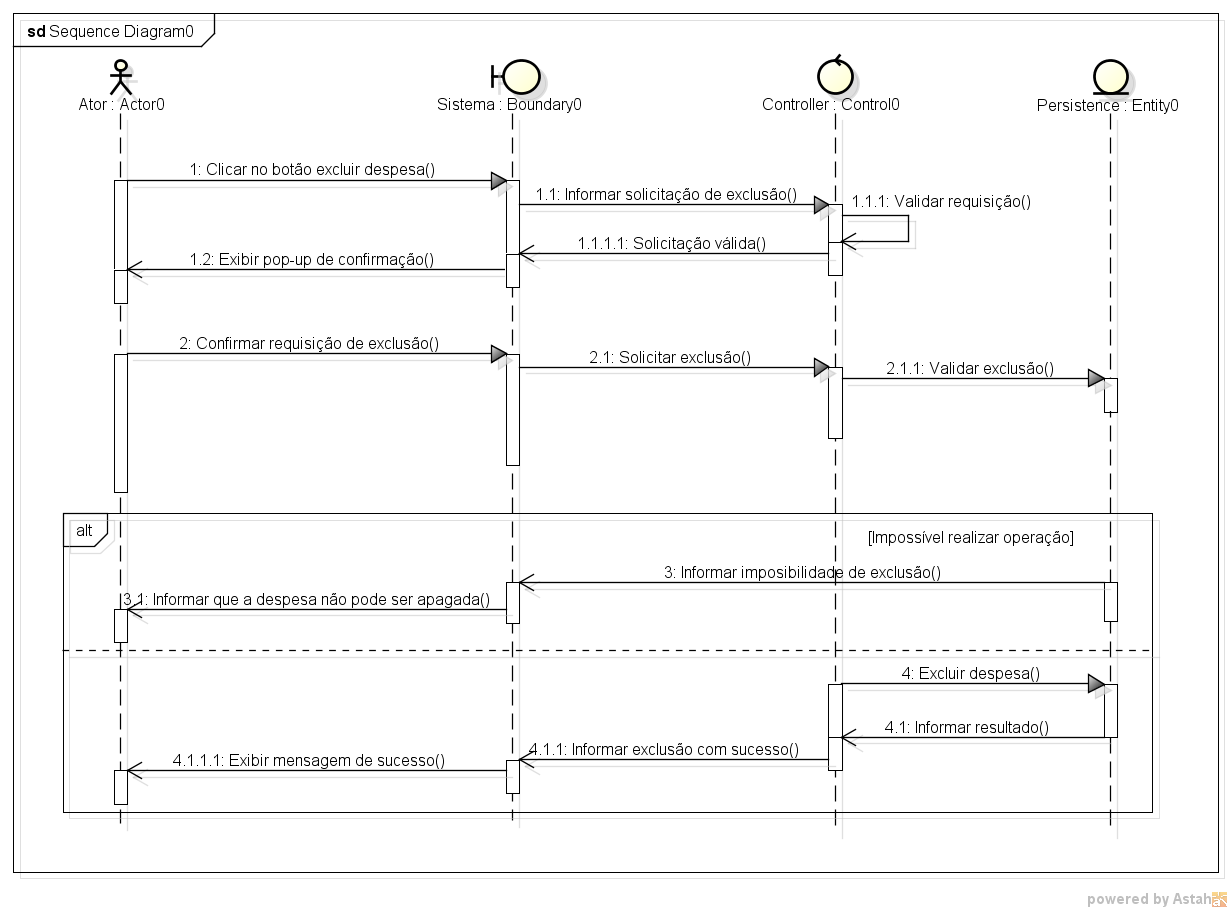 sd Sequence Diagram0
Ator : Actor0
Sistema : Boundary0
Controller : Control0
Persistence : Entity0
1: Clicar no botão excluir despesa()
1.1: Informar solicitação de exclusão()
1.1.1: Validar requisição()
1.1.1.1: Solicitação válida()
1.2: Exibir pop-up de confirmação()
2: Confirmar requisição de exclusão()
2.1: Solicitar exclusão()
2.1.1: Validar exclusão()
alt
[Impossível realizar operação]
3: Informar imposibilidade de exclusão()
3.1: Informar que a despesa não pode ser apagada()
4: Excluir despesa()
4.1: Informar resultado()
4.1.1: Informar exclusão com sucesso()
4.1.1.1: Exibir mensagem de sucesso()
powered by Astah